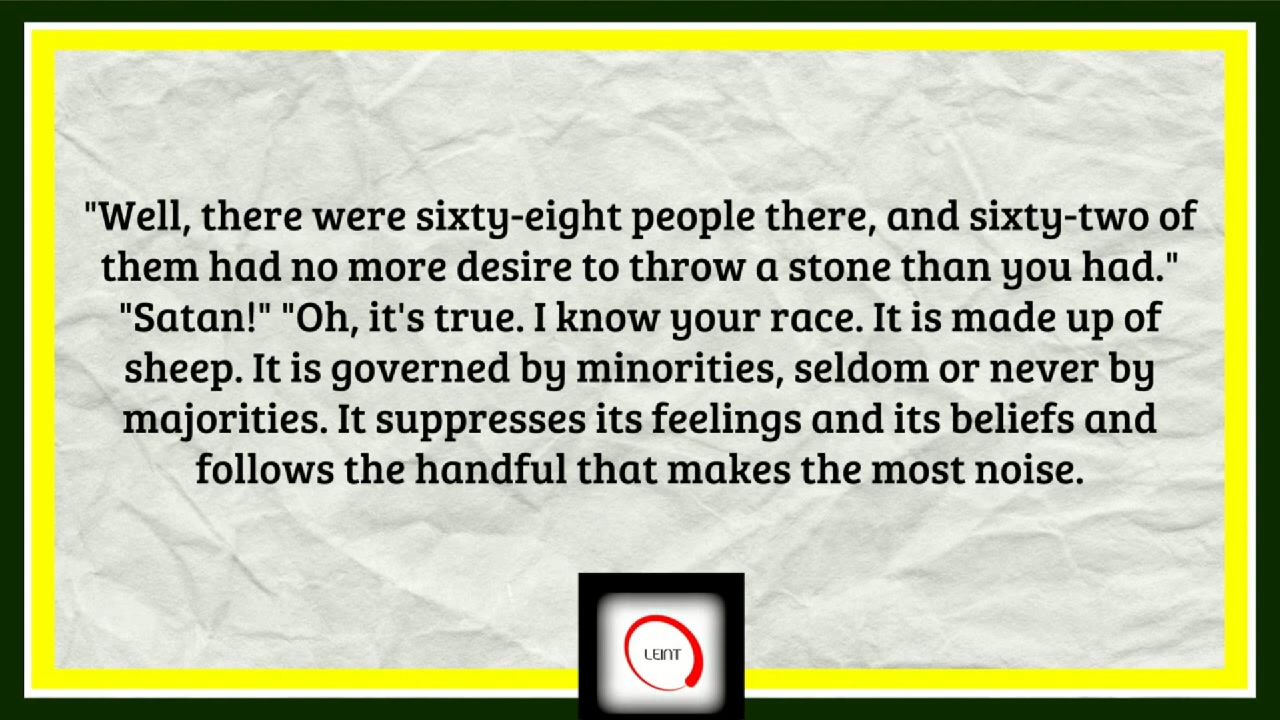 "Well, there were sixty-eight people there, and sixty-two of
them had no more desire to throw a stone than you had."
"Satan!" "Oh, it's true. I know your race. It is made up of
sheep. It is governed by minorities, seldom or never by
majorities. It suppresses its feelings and its beliefs and
follows the handful that makes the most noise.
LEINT